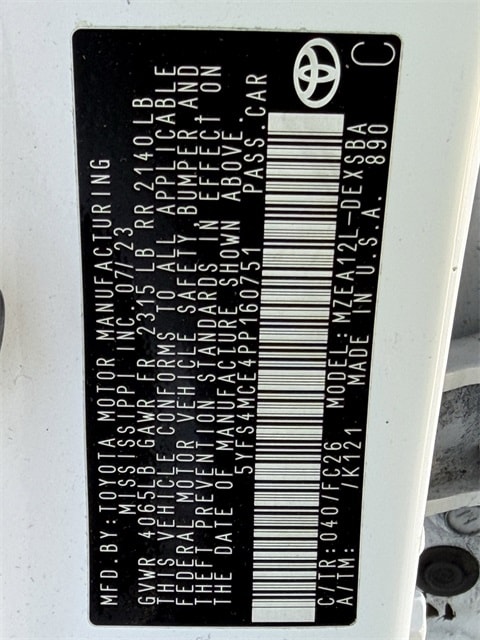 MFD.BY:TOYOTA MOTOR MANUFACTURING
MISSISSIPPI INC. 07/23
GVWR 4065LB GAWR FR 2315 LB RR 2140 LB
THIS VEHICLE CONFORMS TO ALL APPLICABLE
FEDERAL MOTOR VEHICLE SAFETY BUMPER AND
THEFT PREVENTION STANDARDS IN EFFECT ON
THE DATE OF MANUFACTURE SHOWN ABOVE.
5YFS4MCE4PP160751 PASS.CAR
C/TR:040/FC26 MODEL:MZEA12L-DEXSBA
A/TM: /K121 MADE IN U.S.A. 890
C